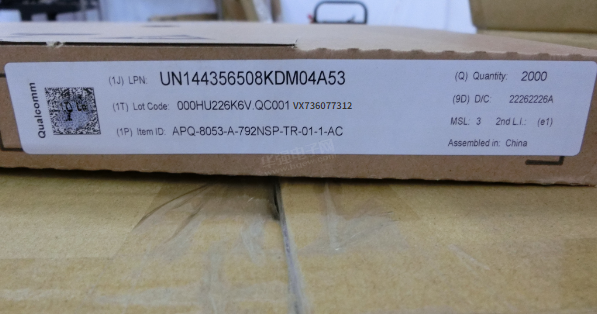 Qualcomm
(1J) LPN: UN144356508KDM04A53
(1T) Lot Code: 000HU226K6V.QC001 VX736077312
(1P) Item ID: APQ-8053-A-792NSP-TR-01-1-AC
(Q) Quantity: 2000
(9D) D/C: 22262226A
MSL: 3 2nd L.I.: (e1)
Assembled in: China